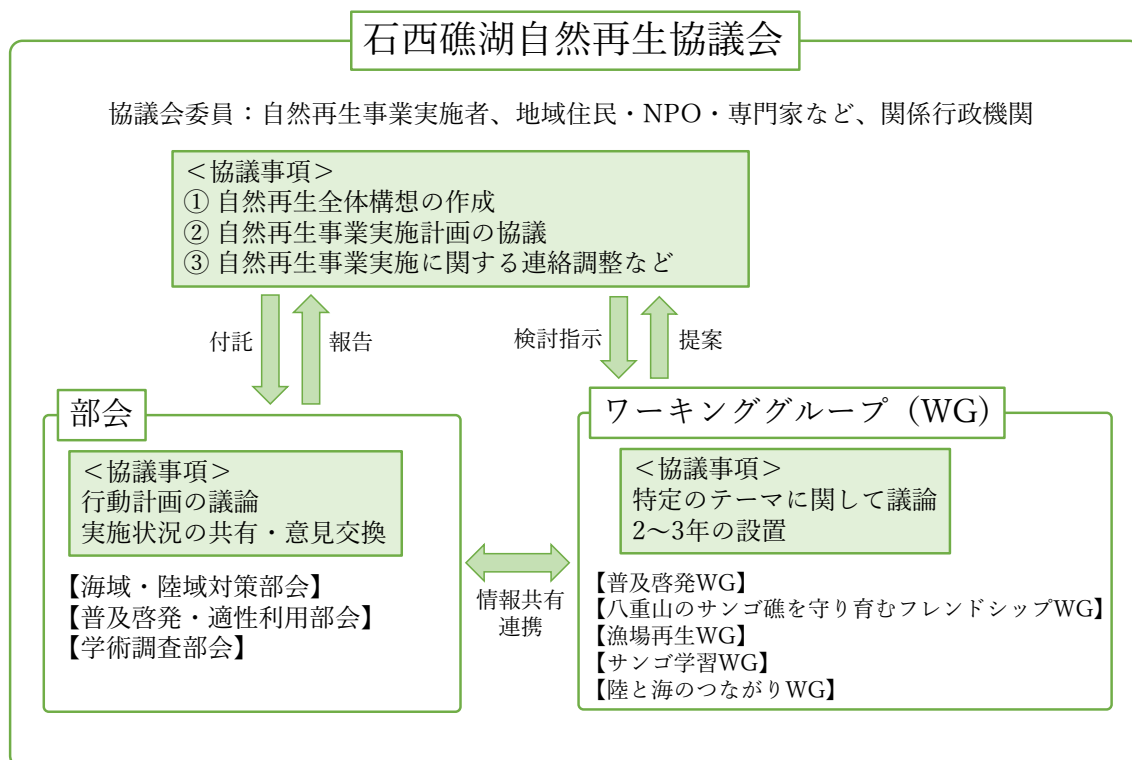 石西礁湖自然再生協議会
協議会委員：自然再生事業実施者、地域住民・NPO・専門家など、関係行政機関
＜協議事項＞
① 自然再生全体構想の作成
② 自然再生事業実施計画の協議
③ 自然再生事業実施に関する連絡調整など
付託
報告
検討指示
提案
部会
＜協議事項＞
行動計画の議論
実施状況の共有・意見交換
【海域・陸域対策部会】
【普及啓発・適性利用部会】
【学術調査部会】
情報共有
連携
ワーキンググループ（WG）
＜協議事項＞
特定のテーマに関して議論
2～3年の設置
【普及啓発WG】
【八重山のサンゴ礁を守り育むフレンドシップWG】
【漁場再生WG】
【サンゴ学習WG】
【陸と海のつながりWG】